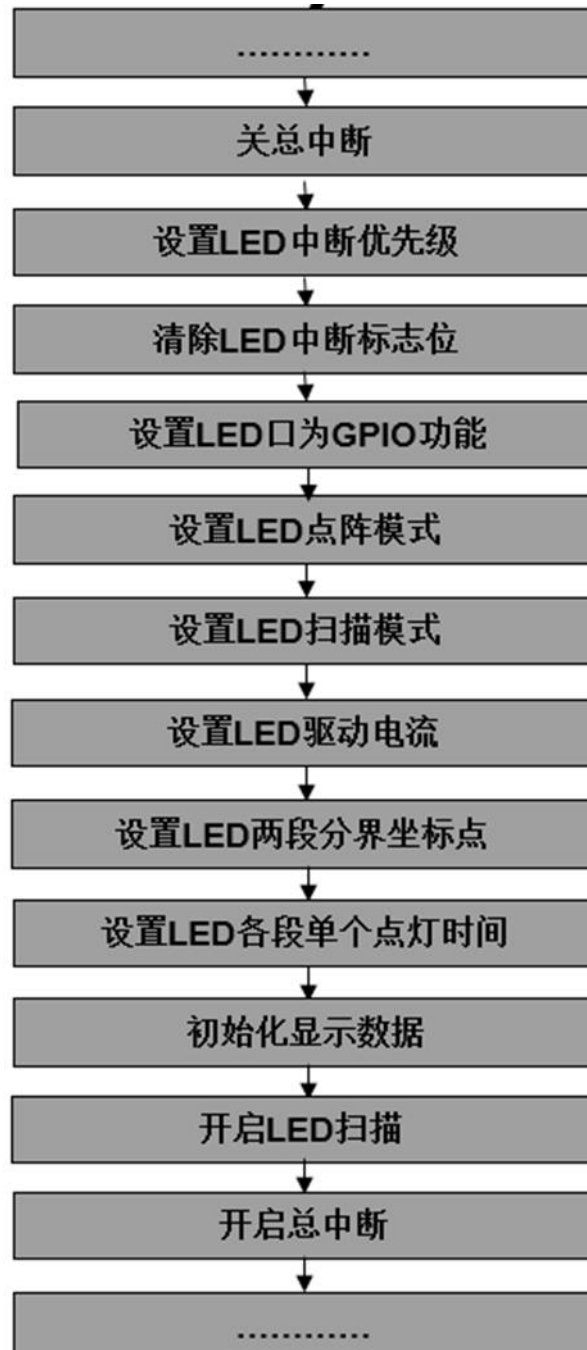 ............
关总中断
设置LED中断优先级
清除LED中断标志位
设置LED口为GPIO功能
设置LED点阵模式
设置LED扫描模式
设置LED驱动电流
设置LED两段分界坐标点
设置LED各段单个点灯时间
初始化显示数据
开启LED扫描
开启总中断
............